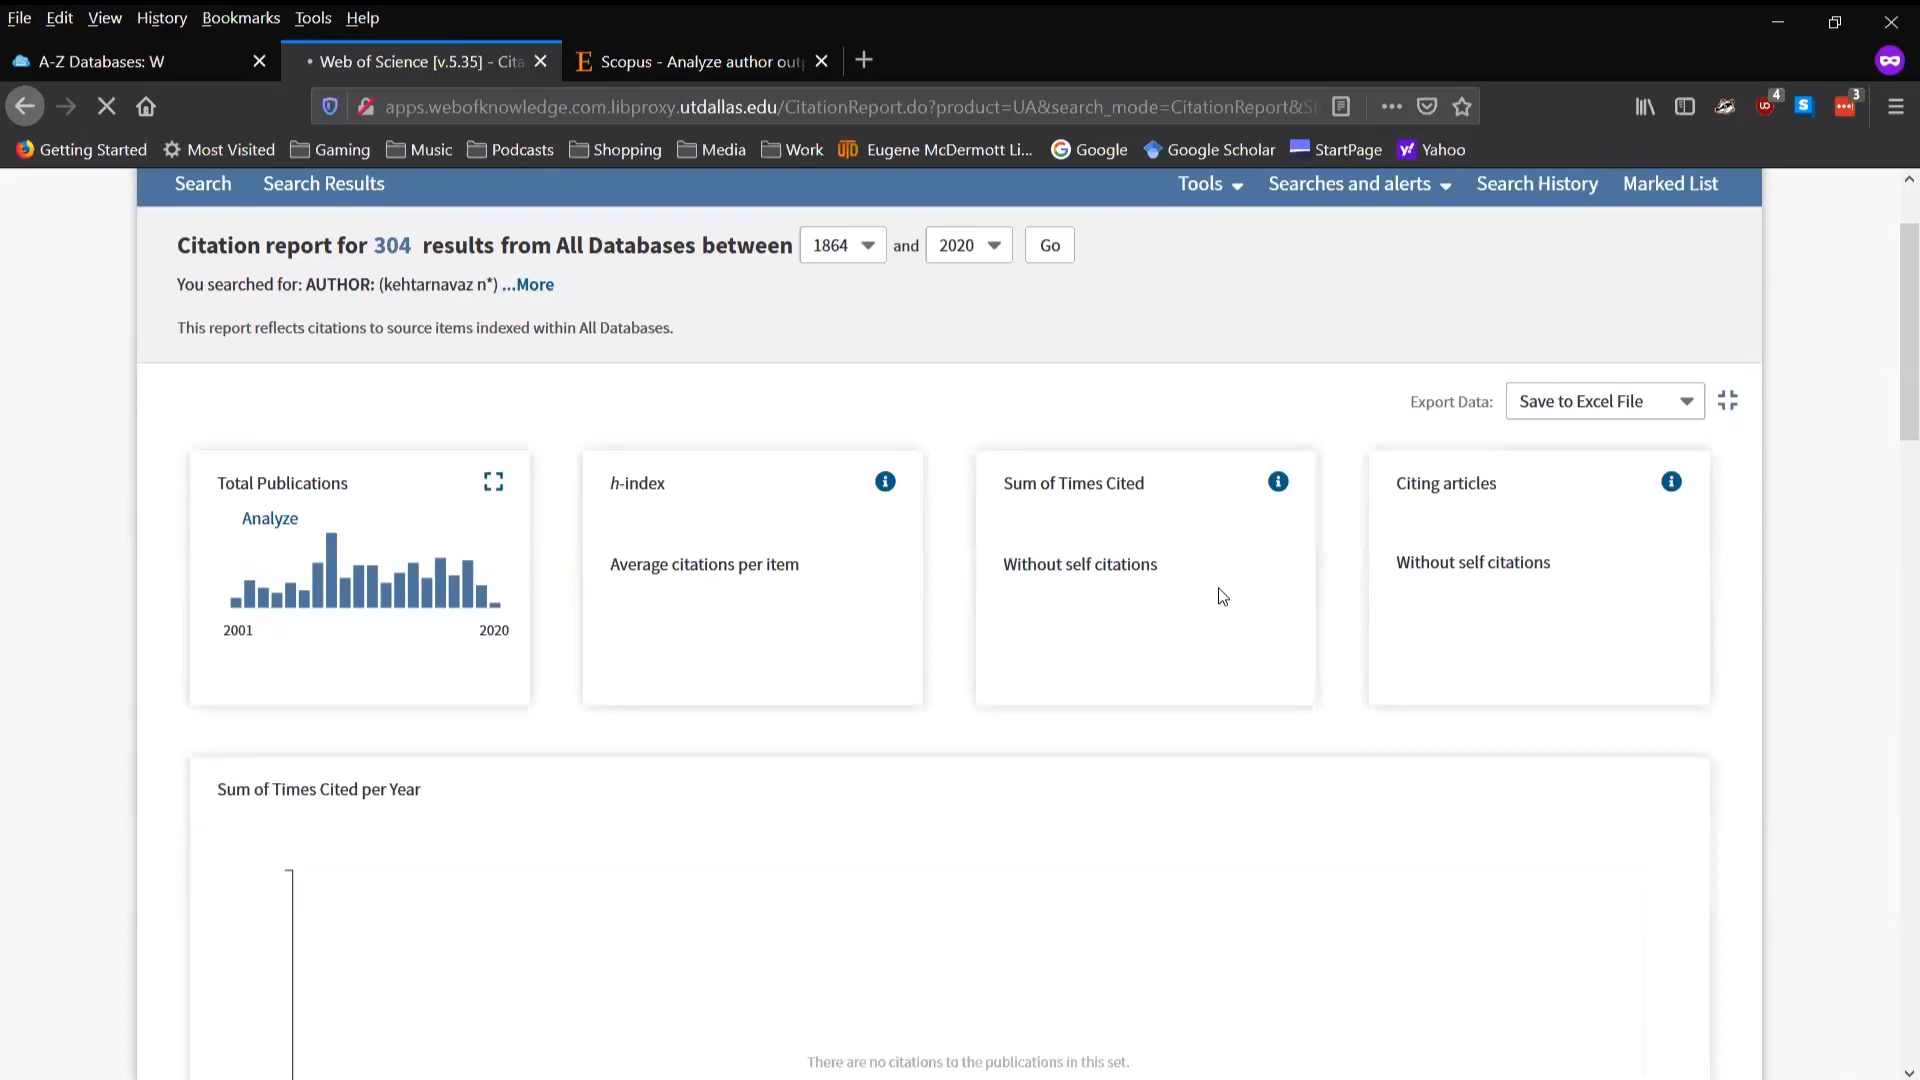 File Edit View History Bookmarks Tools Help
A-Z Databases: W
• Web of Science [v.5.35] - Cita
Scopus - Analyze author outp
apps.webofknowledge.com.libproxy.utdallas.edu/CitationReport.do?product=UA&search_mode=CitationReport&S
4
3
Getting Started Most Visited Gaming Music Podcasts Shopping Media Work Eugene McDermott Li... Google Google Scholar StartPage Yahoo
Search Search Results Tools Searches and alerts Search History Marked List
Citation report for 304 results from All Databases between 1864 and 2020 Go
You searched for: AUTHOR: (kehtarnavaz n*) ...More
This report reflects citations to source items indexed within All Databases.
Export Data: Save to Excel File
Total Publications
Analyze
2001 2020
h-index
Average citations per item
Sum of Times Cited
Without self citations
Citing articles
Without self citations
Sum of Times Cited per Year
There are no citations to the publications in this set.